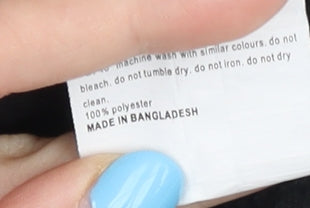 machine wash with similar colours. do not
bleach. do not tumble dry. do not iron. do not dry
clean.
100% polyester
MADE IN BANGLADESH